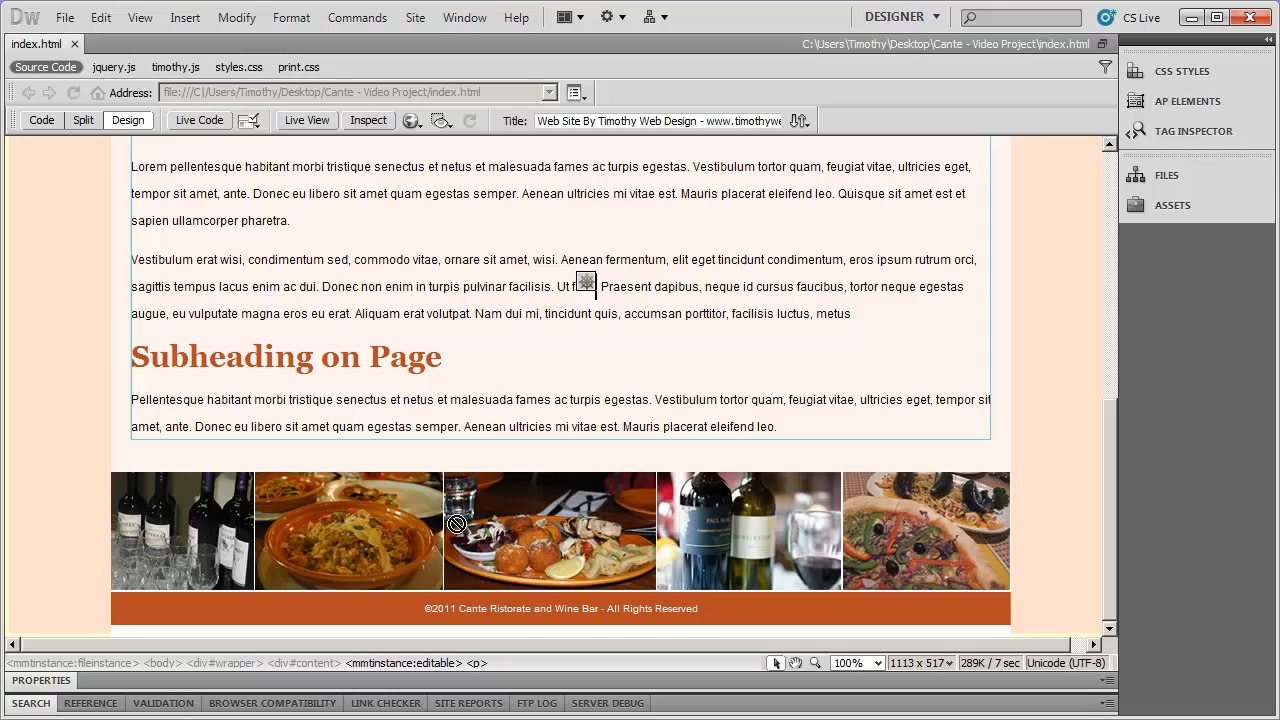 Dw File Edit View Insert Modify Format Commands Site Window Help DESIGNER CS Live
index.html C:\Users\Timothy\Desktop\Cante - Video Project\index.html
Source Code jquery.js timothy.js styles.css print.css
Address: file:///C|/Users/Timothy/Desktop/Cante - Video Project/index.html
Code Split Design Live Code Live View Inspect Title: Web Site By Timothy Web Design - www.timothywe
CSS STYLES
AP ELEMENTS
TAG INSPECTOR
FILES
ASSETS
Lorem pellentesque habitant morbi tristique senectus et netus et malesuada fames ac turpis egestas. Vestibulum tortor quam, feugiat vitae, ultricies eget,
tempor sit amet, ante. Donec eu libero sit amet quam egestas semper. Aenean ultricies mi vitae est. Mauris placerat eleifend leo. Quisque sit amet est et
sapien ullamcorper pharetra.
Vestibulum erat wisi, condimentum sed, commodo vitae, ornare sit amet, wisi. Aenean fermentum, elit eget tincidunt condimentum, eros ipsum rutrum orci,
sagittis tempus lacus enim ac dui. Donec non enim in turpis pulvinar facilisis. Ut f Praesent dapibus, neque id cursus faucibus, tortor neque egestas
augue, eu vulputate magna eros eu erat. Aliquam erat volutpat. Nam dui mi, tincidunt quis, accumsan porttitor, facilisis luctus, metus
Subheading on Page
Pellentesque habitant morbi tristique senectus et netus et malesuada fames ac turpis egestas. Vestibulum tortor quam, feugiat vitae, ultricies eget, tempor sit
amet, ante. Donec eu libero sit amet quam egestas semper. Aenean ultricies mi vitae est. Mauris placerat eleifend leo.
©2011 Cante Ristorate and Wine Bar - All Rights Reserved
<mmtinstance:fileinstance> <body> <div#wrapper> <div#content> <mmtinstance:editable> <p> 100% 1113 x 517 289K / 7 sec Unicode (UTF-8)
PROPERTIES
SEARCH REFERENCE VALIDATION BROWSER COMPATIBILITY LINK CHECKER SITE REPORTS FTP LOG SERVER DEBUG